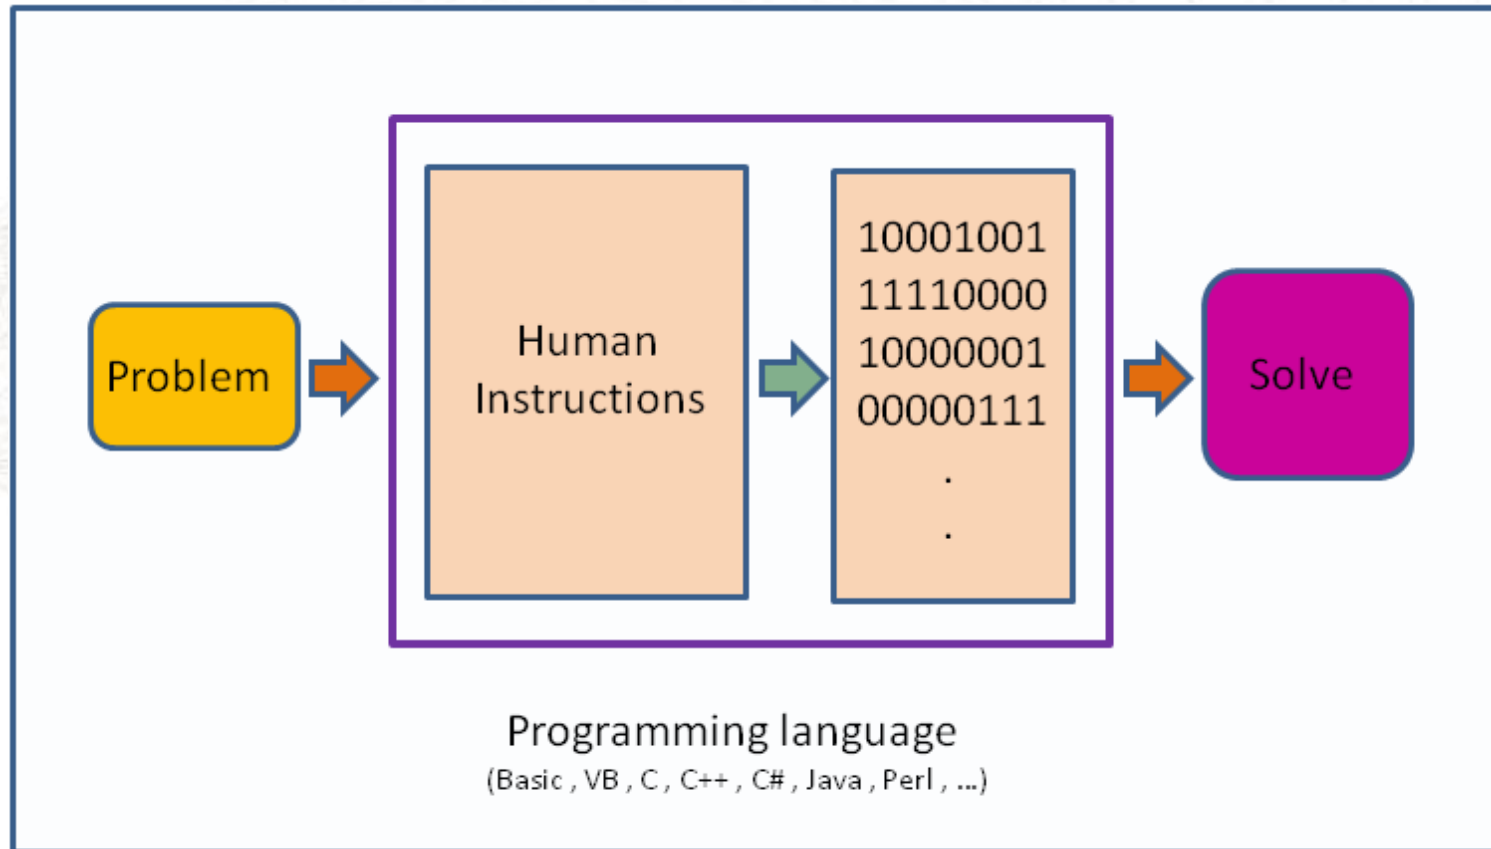 Problem
Human
Instructions
10001001
11110000
10000001
00000111
.
.
Solve
Programming language
(Basic , VB , C , C++ , C# , Java , Perl , ...)